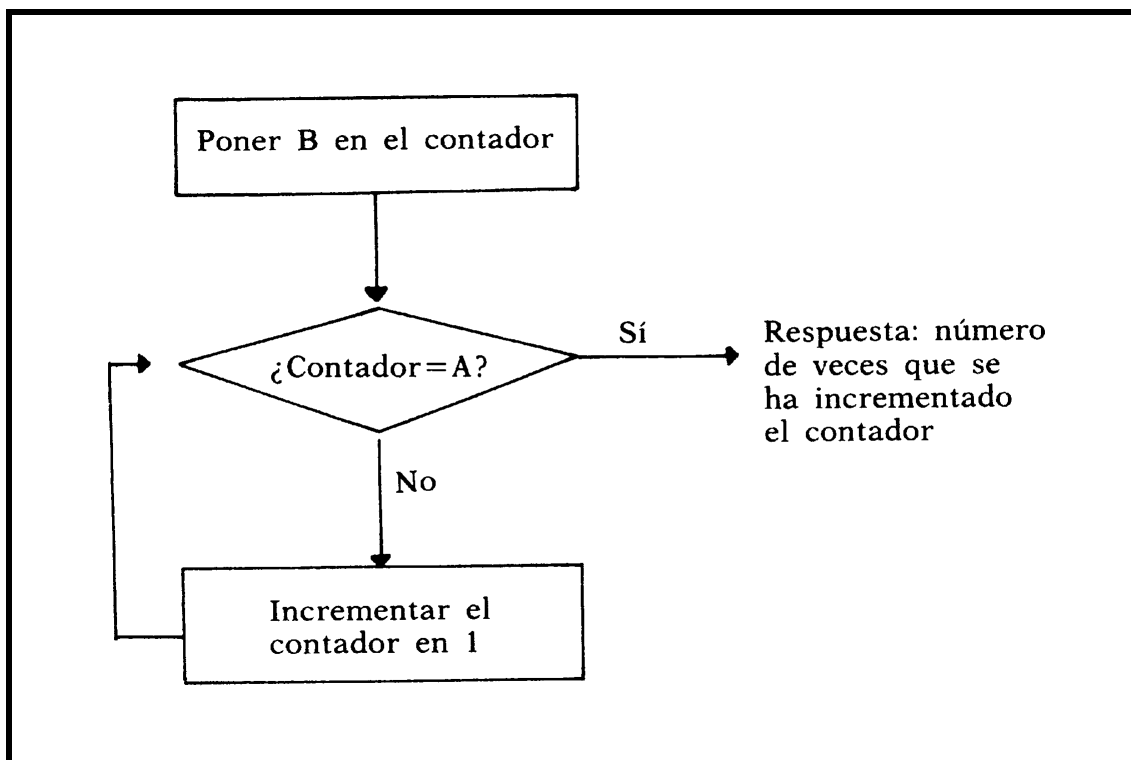 Poner B en el contador
¿Contador=A?
Sí
Respuesta: número
de veces que se
ha incrementado
el contador
No
Incrementar el
contador en 1